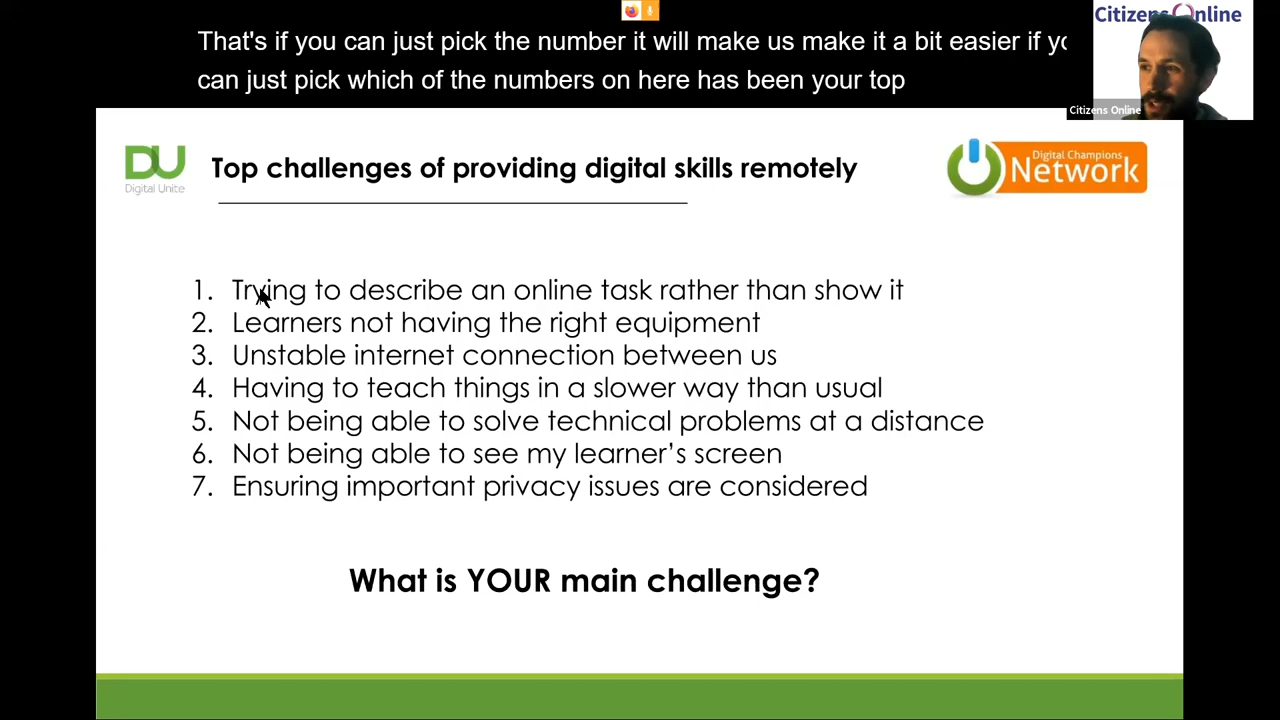 That's if you can just pick the number it will make us make it a bit easier if yo
can just pick which of the numbers on here has been your top
Citizens Online
Citizens Online
DU
Digital Unite
Top challenges of providing digital skills remotely
Digital Champions
Network
1. Trying to describe an online task rather than show it
2. Learners not having the right equipment
3. Unstable internet connection between us
4. Having to teach things in a slower way than usual
5. Not being able to solve technical problems at a distance
6. Not being able to see my learner's screen
7. Ensuring important privacy issues are considered
What is YOUR main challenge?